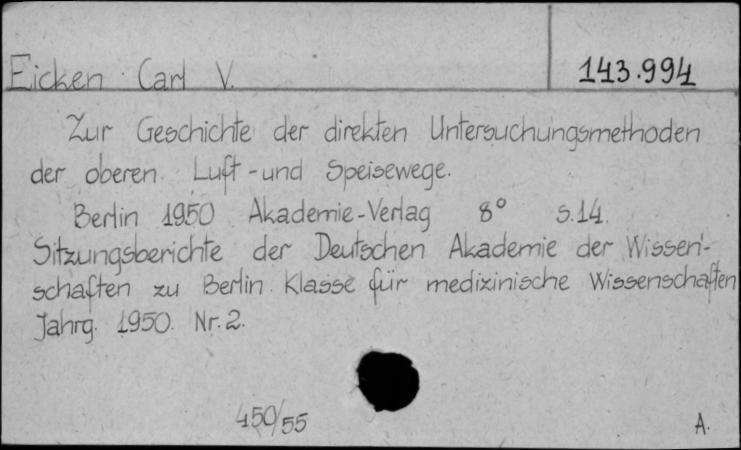 Eicken Carl V.
143.994
Zur Geschichte der direkten Untersuchungsmethoden
der oberen Luft-und Speisewege.
Berlin 1950 Akademie-Verlag 8° S.14.
Sitzungsberichte der Deutschen Akademie der Wissen-
schaften zu Berlin Klasse für medizinische Wissenschaften
Jahrg. 1950. Nr.2.
450/55
A.